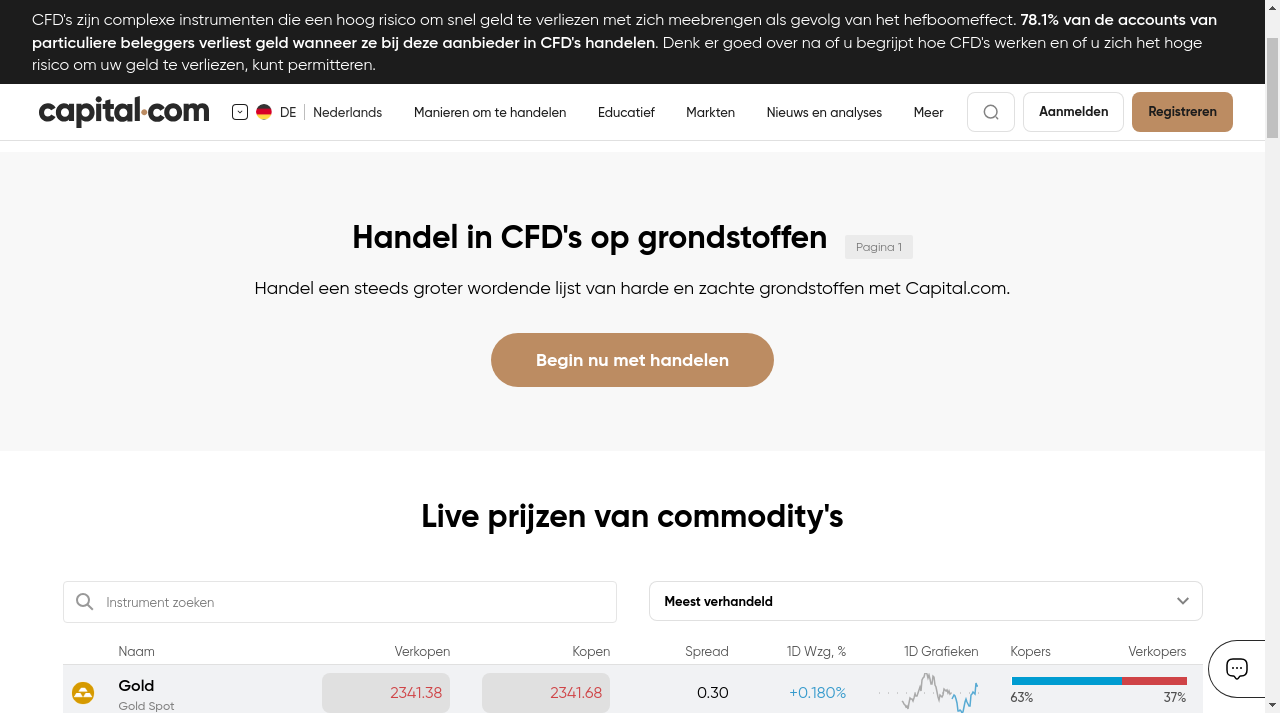 CFD's zijn complexe instrumenten die een hoog risico om snel geld te verliezen met zich meebrengen als gevolg van het hefboomeffect. 78.1% van de accounts van
particuliere beleggers verliest geld wanneer ze bij deze aanbieder in CFD's handelen. Denk er goed over na of u begrijpt hoe CFD's werken en of u zich het hoge
risico om uw geld te verliezen, kunt permitteren.
capital.com DE Nederlands Manieren om te handelen Educatief Markten Nieuws en analyses Meer Aanmelden Registreren
Handel in CFD's op grondstoffen Pagina 1
Handel een steeds groter wordende lijst van harde en zachte grondstoffen met Capital.com.
Begin nu met handelen
Live prijzen van commodity's
Instrument zoeken Meest verhandeld
Naam Verkopen Kopen Spread 1D Wzg, % 1D Grafieken Kopers Verkopers
Gold 2341.38 2341.68 0.30 +0.180%
Gold Spot 63% 37%